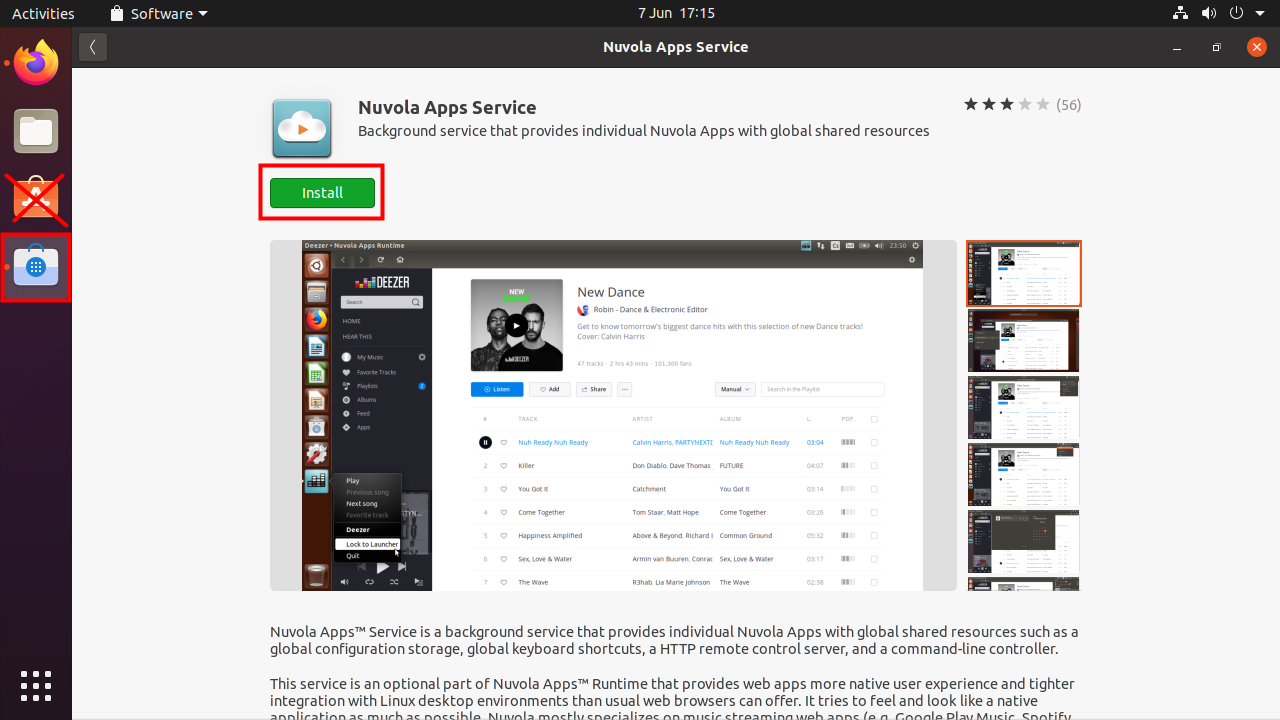 Activities Software 7 Jun 17:15
Nuvola Apps Service
Nuvola Apps Service
(56)
Background service that provides individual Nuvola Apps with global shared resources
Install
Deezer • Nuvola Apps Runtime 23:50
DEEZER
Search
HOME
HEAR THIS
My Music
Favorite Tracks
Playlists
Albums
Feed
Apps
Play
Previous song
Next song
Favorite track
Deezer
Lock to Launcher
Quit
NEW
DEEZER
New Dance
Robin - Dance & Electronic Editor
Get to know tomorrow's biggest dance hits with this selection of new Dance tracks!
Cover: Calvin Harris
2 hrs 43 mins · 101,300 fans
Listen Add Share Manual Search in the Playlist
# TRACK ARTIST ALBUM L. POP.
Nuh Ready Nuh Ready Calvin Harris, PARTYNEXTD Nuh Ready Nuh Ready 03:04
2 Killer Don Diablo, Dave Thomas FUTURE 04:07
3 You Got It Catchment You Got It 03:14
4 Come Together Tom Staar, Matt Hope Come Together 03:26
5 Happiness Amplified Above & Beyond, Richard Common Ground 05:32
6 Sex, Love & Water Armin van Buuren, Conrad Sex, Love & Water 03:17
The Wave R3hab, Lia Marie Johnson The Wave 02:38
Nuvola Apps™ Service is a background service that provides individual Nuvola Apps with global shared resources such as a
global configuration storage, global keyboard shortcuts, a HTTP remote control server, and a command-line controller.
This service is an optional part of Nuvola Apps™ Runtime that provides web apps more native user experience and tighter
integration with Linux desktop environments than usual web browsers can offer. It tries to feel and look like a native
application as much as possible. Nuvola mostly specializes on music streaming web apps (e.g. Google Play Music, Spotify,